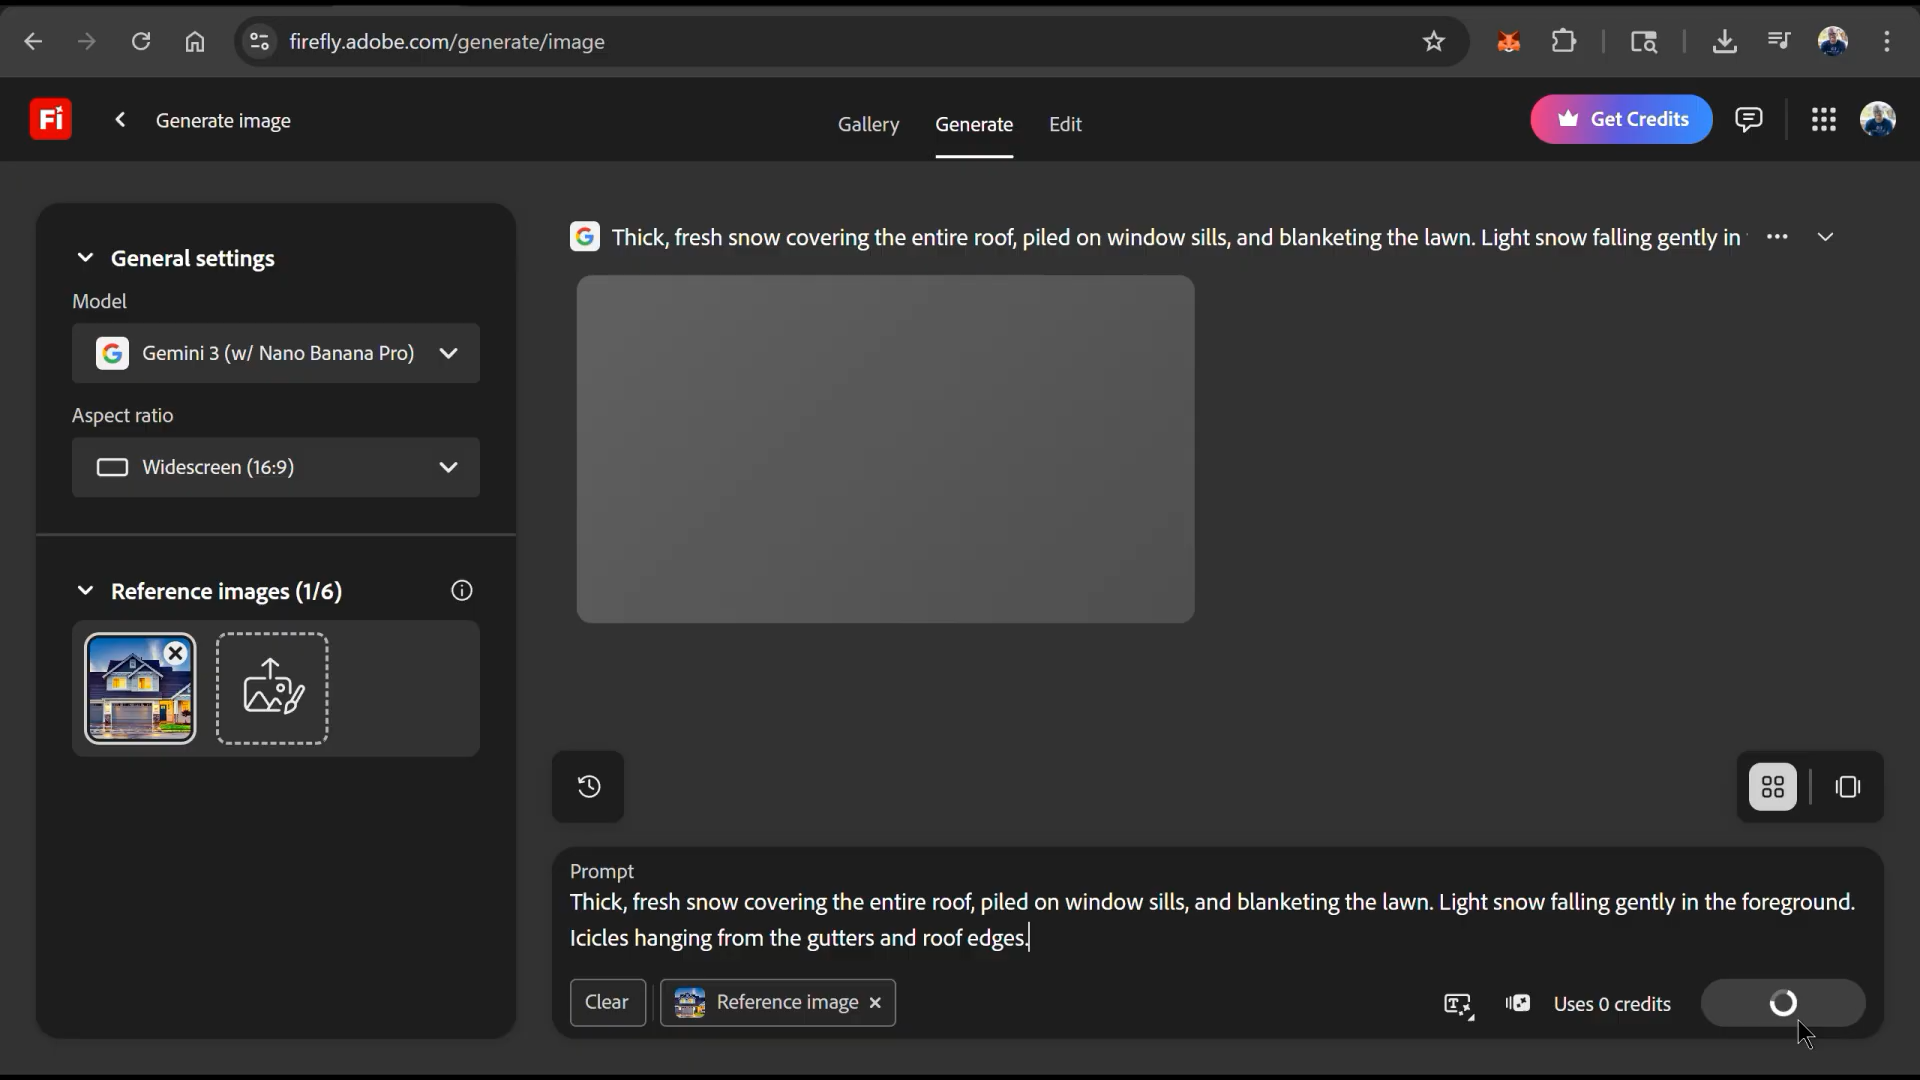 firefly.adobe.com/generate/image
Fi
Generate image
Gallery
Generate
Edit
Get Credits
General settings
Model
Gemini 3 (w/ Nano Banana Pro)
Aspect ratio
Widescreen (16:9)
Reference images (1/6)
Thick, fresh snow covering the entire roof, piled on window sills, and blanketing the lawn. Light snow falling gently in
Prompt
Thick, fresh snow covering the entire roof, piled on window sills, and blanketing the lawn. Light snow falling gently in the foreground.
Icicles hanging from the gutters and roof edges.
Clear
Reference image
Uses 0 credits